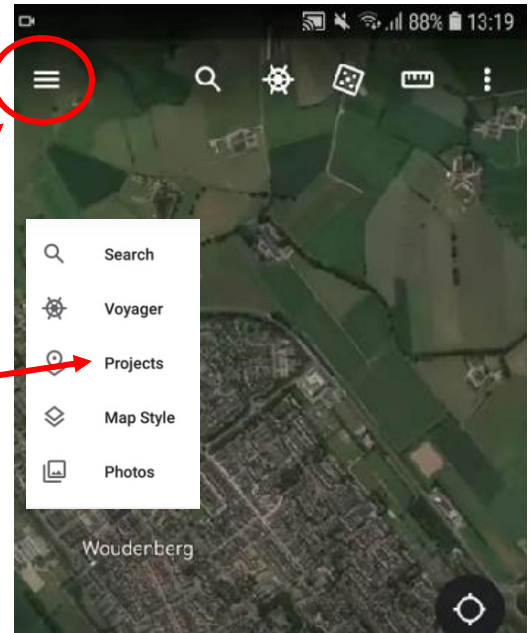 88% 13:19
Search
Voyager
Projects
Map Style
Photos
Woudenberg